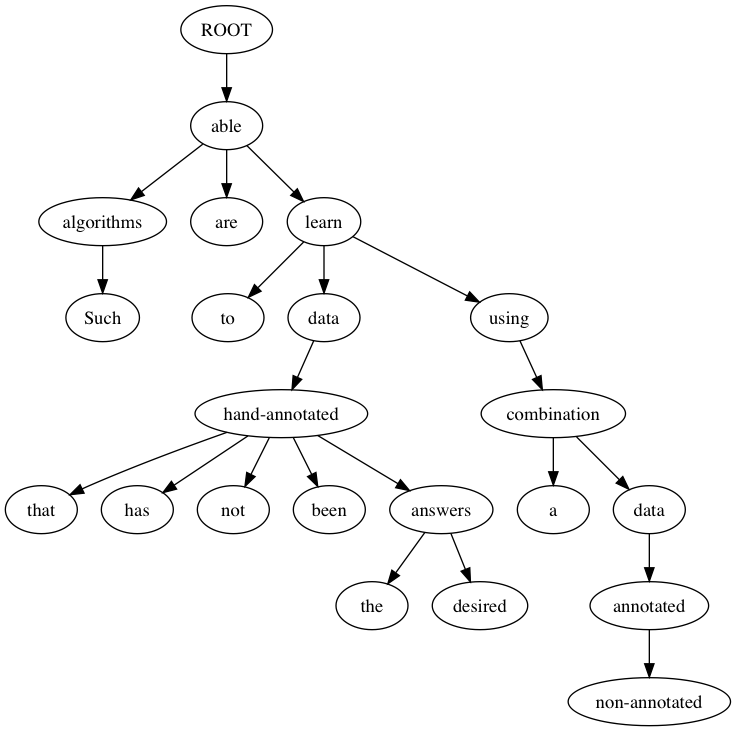 ROOT
able
algorithms are learn
Such to data using
hand-annotated combination
that has not been answers a data
the desired annotated
non-annotated